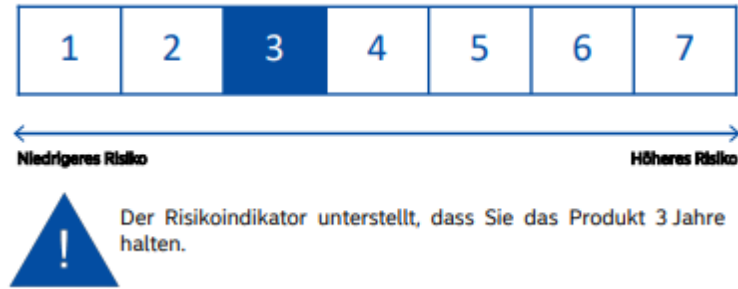 1 2 3 4 5 6 7
Niedrigeres Risiko Höheres Risiko
! Der Risikoindikator unterstellt, dass Sie das Produkt 3 Jahre
halten.